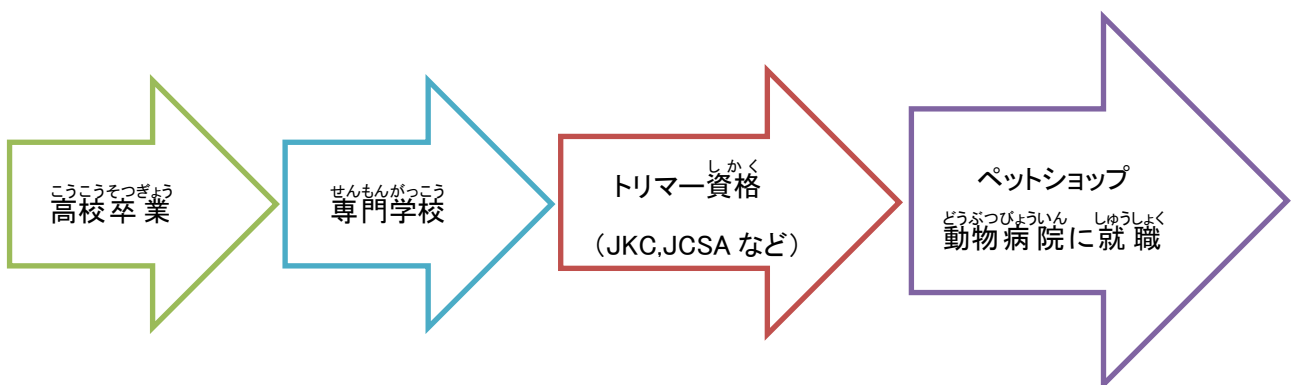 こうこうそつぎょう
高校卒業
せんもんがっこう
専門学校
しかく
トリマー資格
（JKC,JCSA など）
ペットショップ
どうぶつびょういん しゅうしょく
動物病院に就職